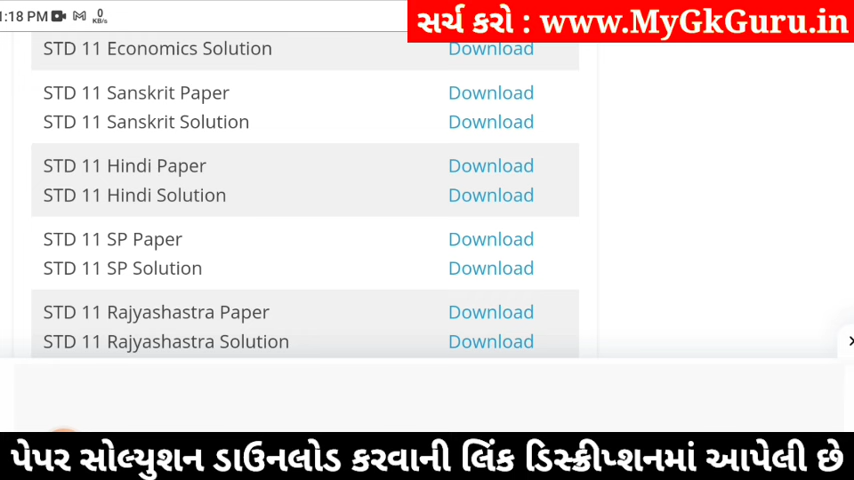 1:18 PM
0
KB/s
સર્ચ કરો : www.MyGkGuru.in
STD 11 Economics Solution Download
STD 11 Sanskrit Paper Download
STD 11 Sanskrit Solution Download
STD 11 Hindi Paper Download
STD 11 Hindi Solution Download
STD 11 SP Paper Download
STD 11 SP Solution Download
STD 11 Rajyashastra Paper Download
STD 11 Rajyashastra Solution Download
પેપર સોલ્યુશન ડાઉનલોડ કરવાની લિંક ડિસ્ક્રીપ્શનમાં આપેલી છે